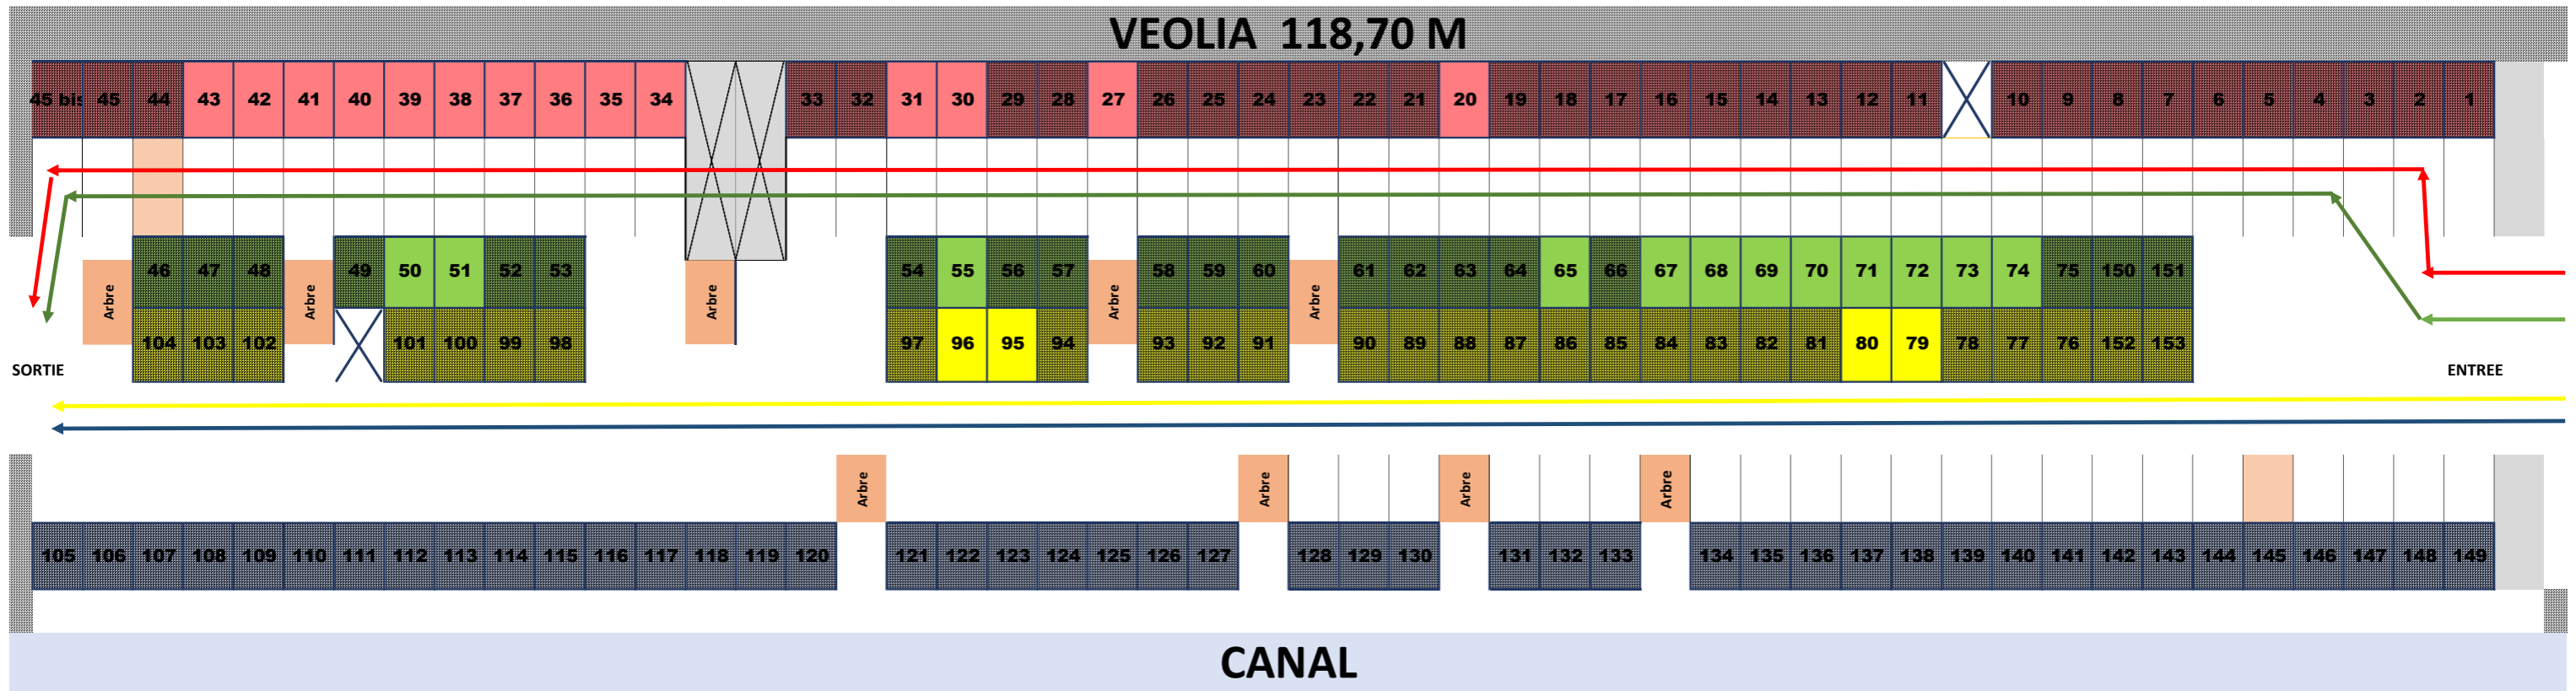 VEOLIA 118,70 M
45 bis 45 44 43 42 41 40 39 38 37 36 35 34 33 32 31 30 29 28 27 26 25 24 23 22 21 20 19 18 17 16 15 14 13 12 11 10 9 8 7 6 5 4 3 2 1
46 47 48 49 50 51 52 53 54 55 56 57 58 59 60 61 62 63 64 65 66 67 68 69 70 71 72 73 74 75 150 151
Arbre Arbre Arbre Arbre Arbre
104 103 102 101 100 99 98 97 96 95 94 93 92 91 90 89 88 87 86 85 84 83 82 81 80 79 78 77 76 152 153
SORTIE ENTREE
Arbre Arbre Arbre Arbre
105 106 107 108 109 110 111 112 113 114 115 116 117 118 119 120 121 122 123 124 125 126 127 128 129 130 131 132 133 134 135 136 137 138 139 140 141 142 143 144 145 146 147 148 149
CANAL